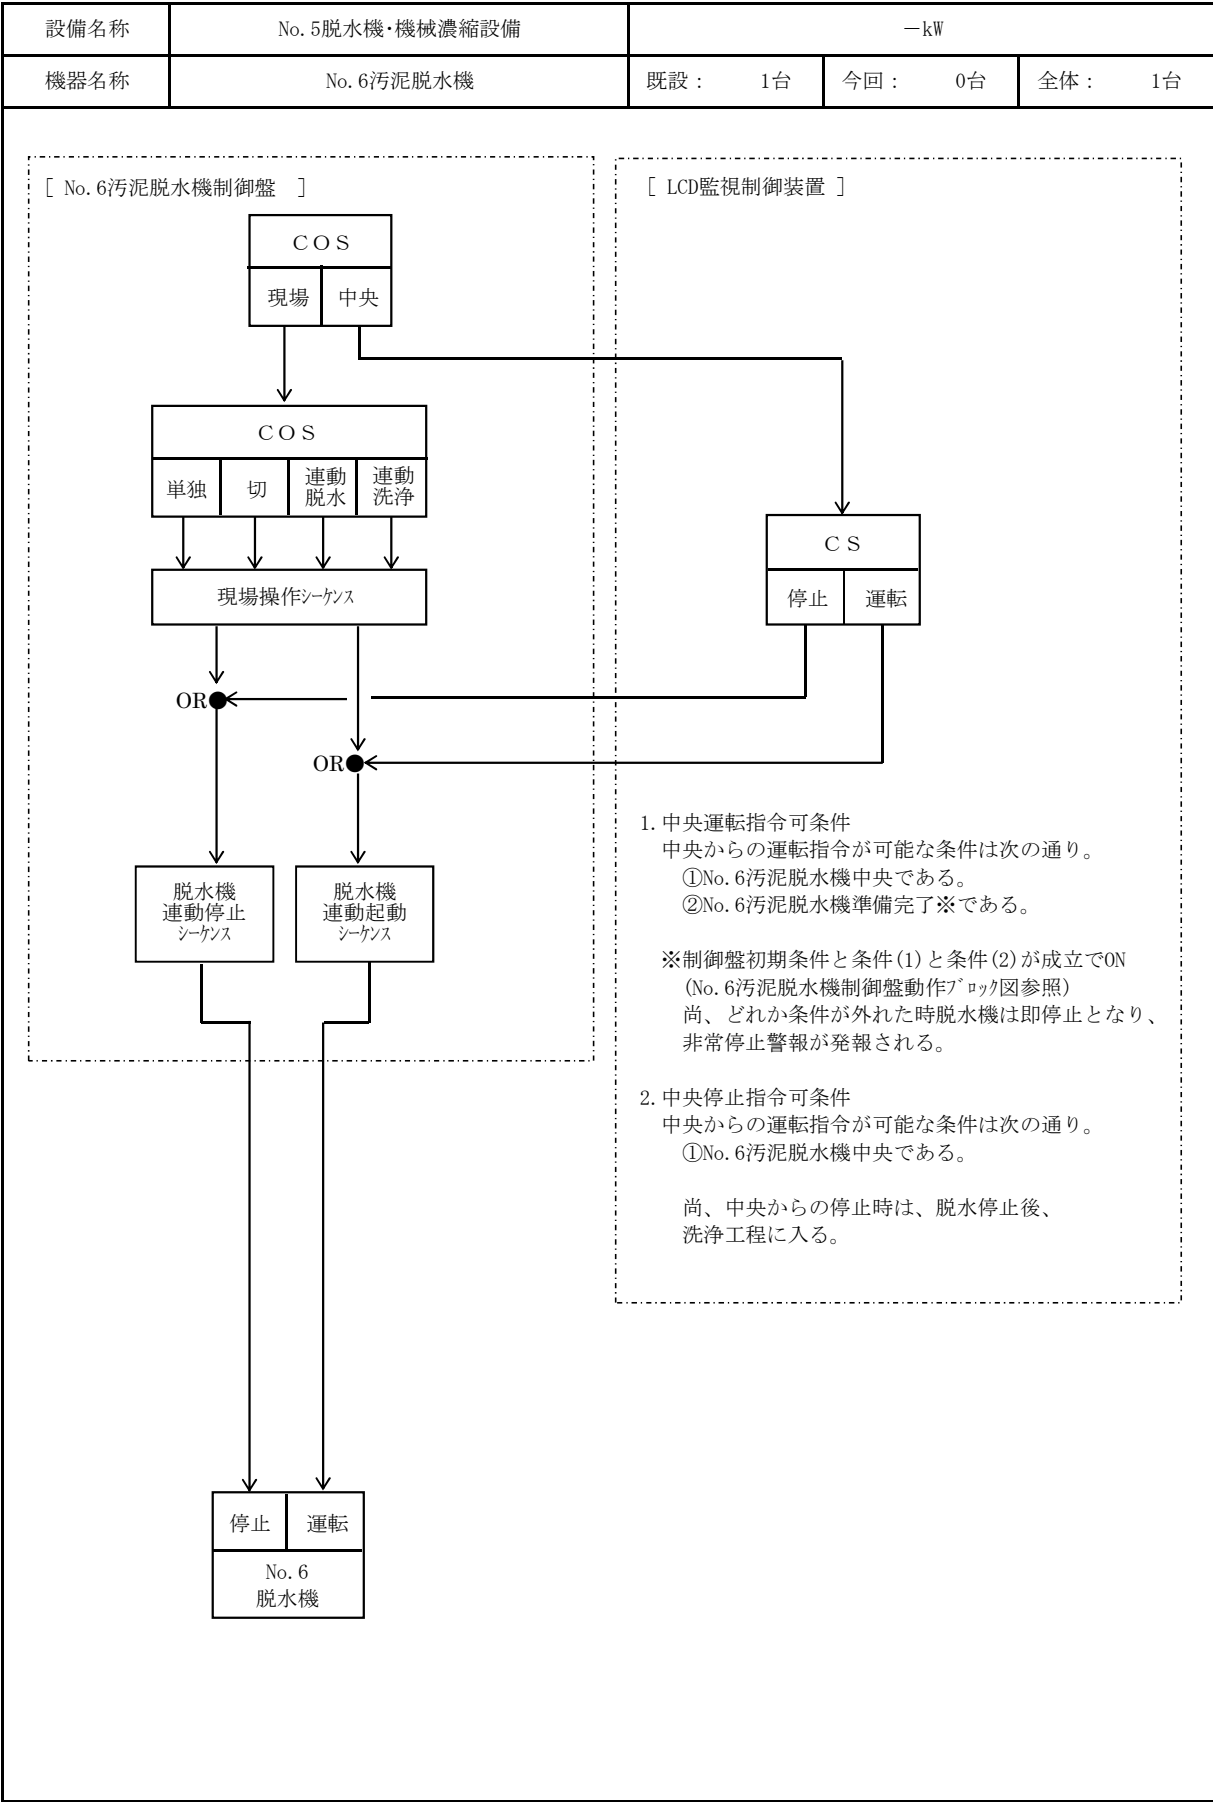 設備名称 No.5脱水機･機械濃縮設備 －kW
機器名称 No.6汚泥脱水機 既設： 1台 今回： 0台 全体： 1台
［ No.6汚泥脱水機制御盤 ］
ＣＯＳ
現場 中央
ＣＯＳ
単独 切 連動脱水 連動洗浄
現場操作ｼｰｹﾝｽ
OR
OR
脱水機
連動停止
ｼｰｹﾝｽ
脱水機
連動起動
ｼｰｹﾝｽ
［ LCD監視制御装置 ］
ＣＳ
停止 運転
1.中央運転指令可条件
中央からの運転指令が可能な条件は次の通り。
①No.6汚泥脱水機中央である。
②No.6汚泥脱水機準備完了※である。
※制御盤初期条件と条件(1)と条件(2)が成立でON
(No.6汚泥脱水機制御盤動作ﾌﾞﾛｯｸ図参照)
尚、どれか条件が外れた時脱水機は即停止となり、
非常停止警報が発報される。
2.中央停止指令可条件
中央からの運転指令が可能な条件は次の通り。
①No.6汚泥脱水機中央である。
尚、中央からの停止時は、脱水停止後、
洗浄工程に入る。
停止 運転
No.6
脱水機